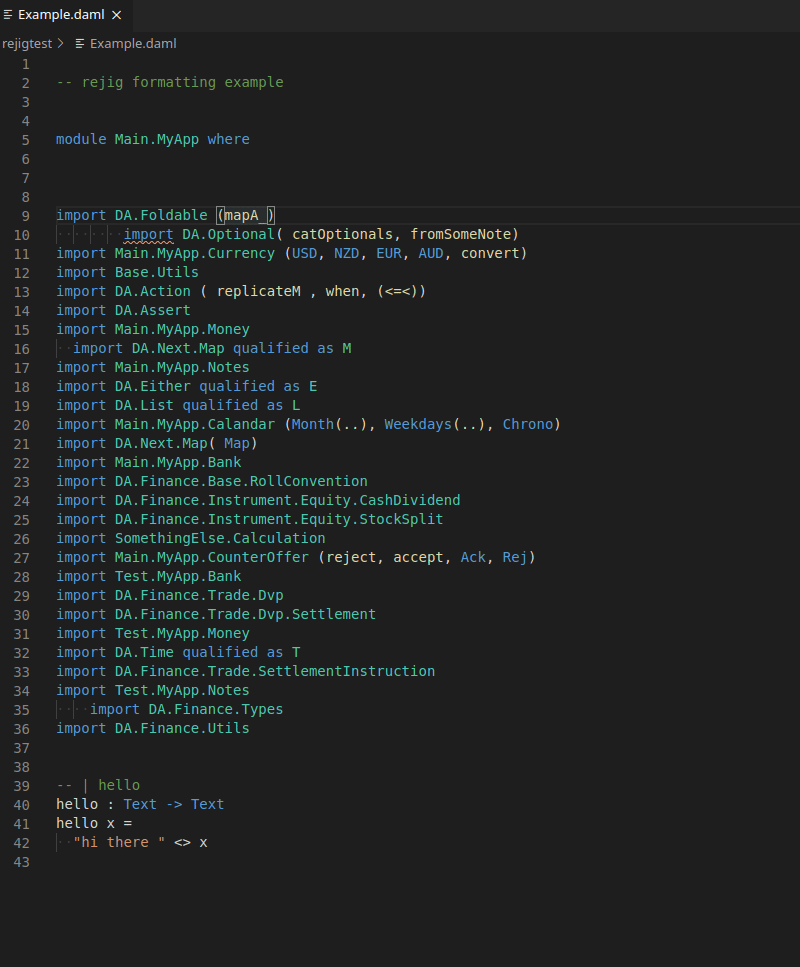 Example.daml
rejigtest > Example.daml
1
2 -- rejig formatting example
3
4
5 module Main.MyApp where
6
7
8
9 import DA.Foldable (mapA_)
10         import DA.Optional( catOptionals, fromSomeNote)
11 import Main.MyApp.Currency (USD, NZD, EUR, AUD, convert)
12 import Base.Utils
13 import DA.Action ( replicateM , when, (<=<))
14 import DA.Assert
15 import Main.MyApp.Money
16   import DA.Next.Map qualified as M
17 import Main.MyApp.Notes
18 import DA.Either qualified as E
19 import DA.List qualified as L
20 import Main.MyApp.Calandar (Month(..), Weekdays(..), Chrono)
21 import DA.Next.Map( Map)
22 import Main.MyApp.Bank
23 import DA.Finance.Base.RollConvention
24 import DA.Finance.Instrument.Equity.CashDividend
25 import DA.Finance.Instrument.Equity.StockSplit
26 import SomethingElse.Calculation
27 import Main.MyApp.CounterOffer (reject, accept, Ack, Rej)
28 import Test.MyApp.Bank
29 import DA.Finance.Trade.Dvp
30 import DA.Finance.Trade.Dvp.Settlement
31 import Test.MyApp.Money
32 import DA.Time qualified as T
33 import DA.Finance.Trade.SettlementInstruction
34 import Test.MyApp.Notes
35     import DA.Finance.Types
36 import DA.Finance.Utils
37
38
39 -- | hello
40 hello : Text -> Text
41 hello x =
42   "hi there " <> x
43